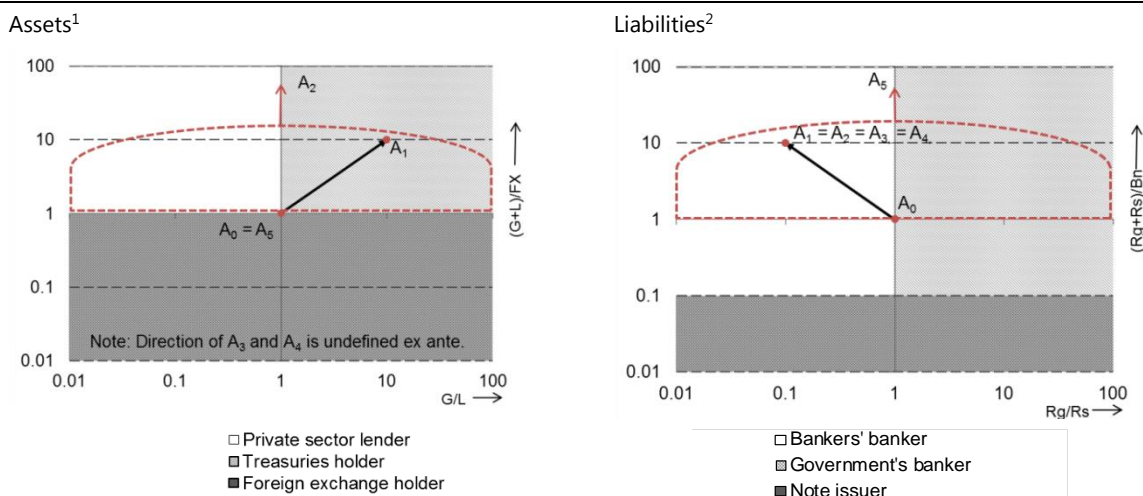 Assets¹
100
10
1
0.1
0.01
A₂
A₁
A₀ = A₅
Note: Direction of A₃ and A₄ is undefined ex ante.
0.01 0.1 1 10 100
G/L
(G+L)/FX
Private sector lender
Treasuries holder
Foreign exchange holder
Liabilities²
100
10
1
0.1
0.01
A₅
A₁ = A₂ = A₃ = A₄
A₀
0.01 0.1 1 10 100
Rg/Rs
(Rg+Rs)/Bn
Bankers' banker
Government's banker
Note issuer